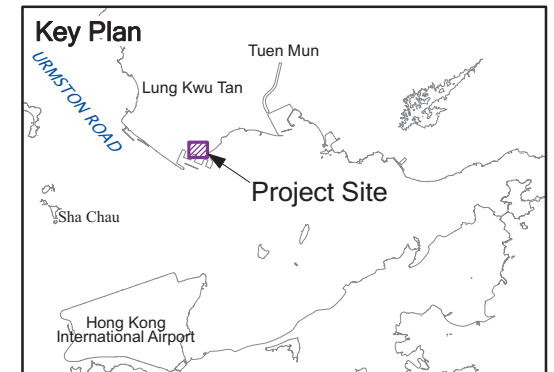 Key Plan
URMSTON ROAD
Tuen Mun
Lung Kwu Tan
Project Site
Sha Chau
Hong Kong
International Airport